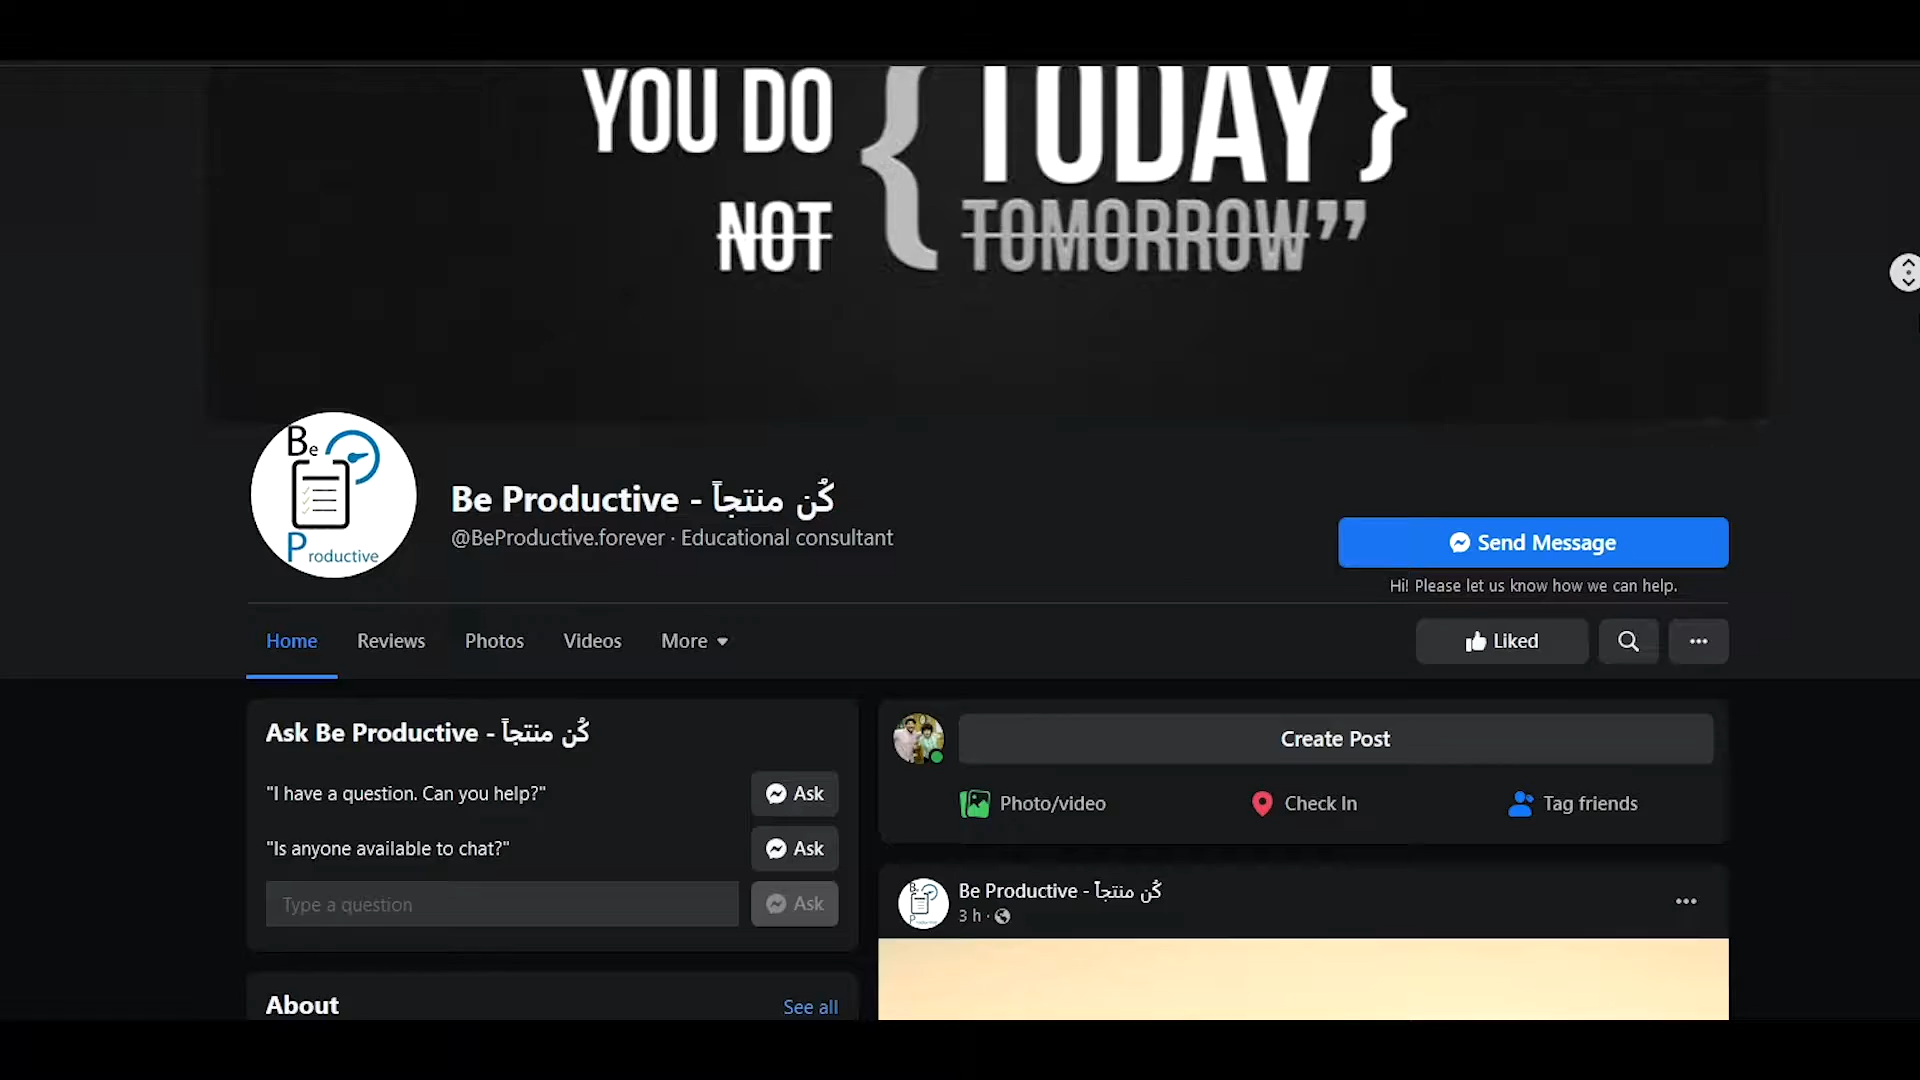 YOU DO { TODAY }
NOT TOMORROW”
Be Productive
Be Productive - كُن منتجاً
@BeProductive.forever · Educational consultant
Send Message
Hi! Please let us know how we can help.
Home Reviews Photos Videos More
Liked
Ask Be Productive - كُن منتجاً
"I have a question. Can you help?" Ask
"Is anyone available to chat?" Ask
Type a question Ask
About See all
Create Post
Photo/video Check In Tag friends
Be Productive - كُن منتجاً
3 h ·